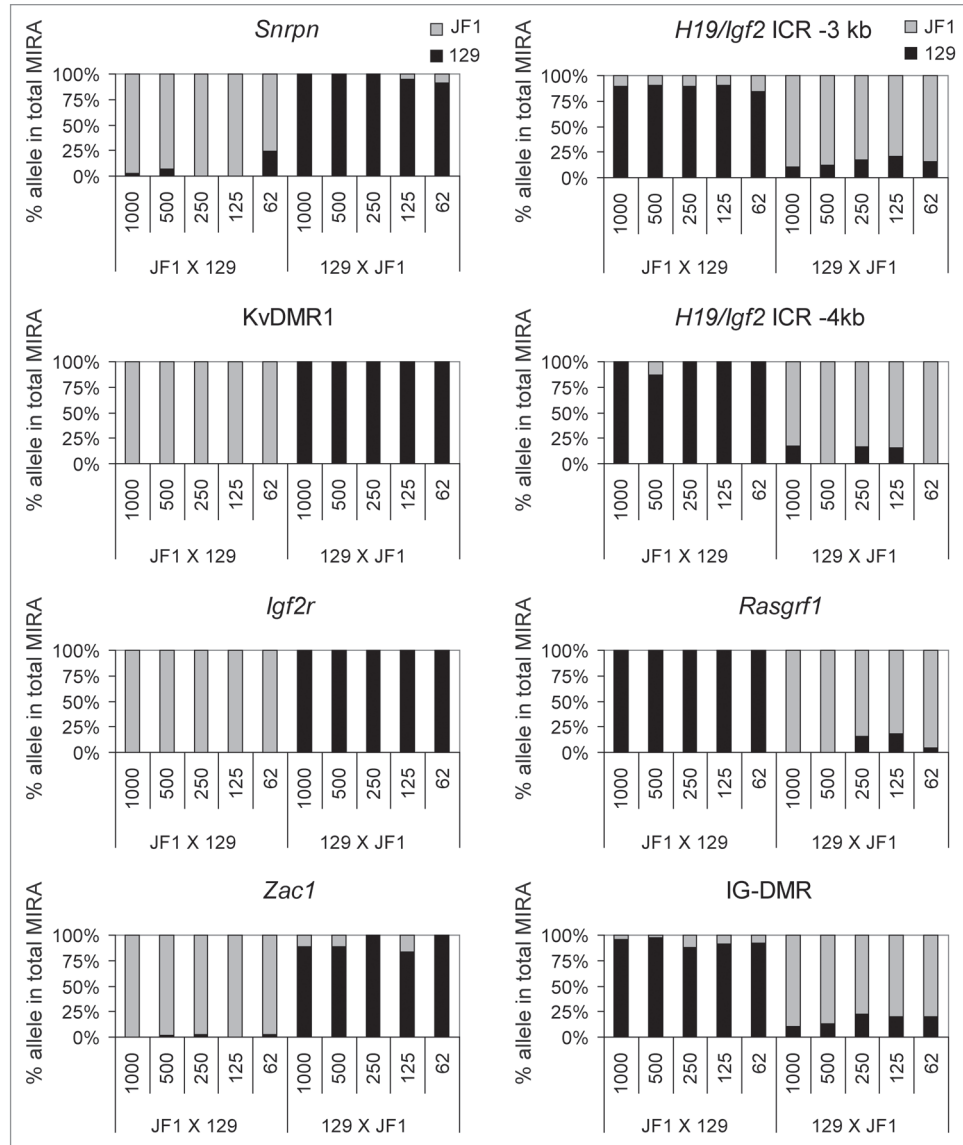 Snrpn
JF1
129
% allele in total MIRA
100%
75%
50%
25%
0%
1000 500 250 125 62 1000 500 250 125 62
JF1 X 129 129 X JF1
H19/Igf2 ICR -3 kb
JF1
129
% allele in total MIRA
100%
75%
50%
25%
0%
1000 500 250 125 62 1000 500 250 125 62
JF1 X 129 129 X JF1
KvDMR1
% allele in total MIRA
100%
75%
50%
25%
0%
1000 500 250 125 62 1000 500 250 125 62
JF1 X 129 129 X JF1
H19/Igf2 ICR -4kb
% allele in total MIRA
100%
75%
50%
25%
0%
1000 500 250 125 62 1000 500 250 125 62
JF1 X 129 129 X JF1
Igf2r
% allele in total MIRA
100%
75%
50%
25%
0%
1000 500 250 125 62 1000 500 250 125 62
JF1 X 129 129 X JF1
Rasgrf1
% allele in total MIRA
100%
75%
50%
25%
0%
1000 500 250 125 62 1000 500 250 125 62
JF1 X 129 129 X JF1
Zac1
% allele in total MIRA
100%
75%
50%
25%
0%
1000 500 250 125 62 1000 500 250 125 62
JF1 X 129 129 X JF1
IG-DMR
% allele in total MIRA
100%
75%
50%
25%
0%
1000 500 250 125 62 1000 500 250 125 62
JF1 X 129 129 X JF1